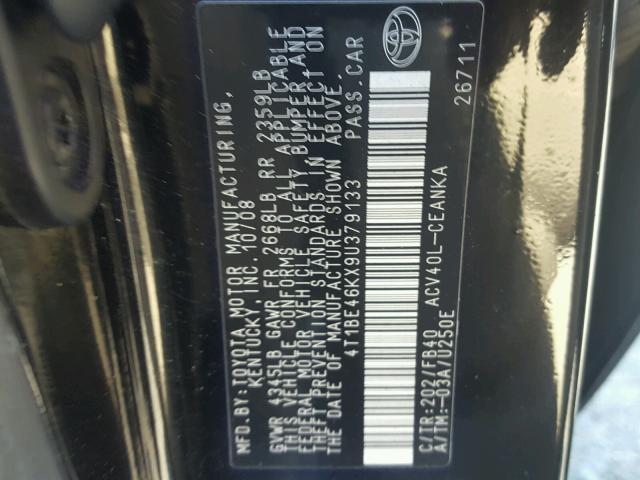 MFD. BY: TOYOTA MOTOR MANUFACTURING,
KENTUCKY, INC. 10/08
GVWR 4345LB GAWR FR 2668LB RR 2359LB
THIS VEHICLE CONFORMS TO ALL APPLICABLE
FEDERAL MOTOR VEHICLE SAFETY, BUMPER, AND
THEFT PREVENTION STANDARDS IN EFFECT ON
THE DATE OF MANUFACTURE SHOWN ABOVE.
4T1BE46KX9U379133 PASS. CAR
C/TR: 202/FB40 ACV40L-CEANKA
A/TM: -03A/U250E
26711